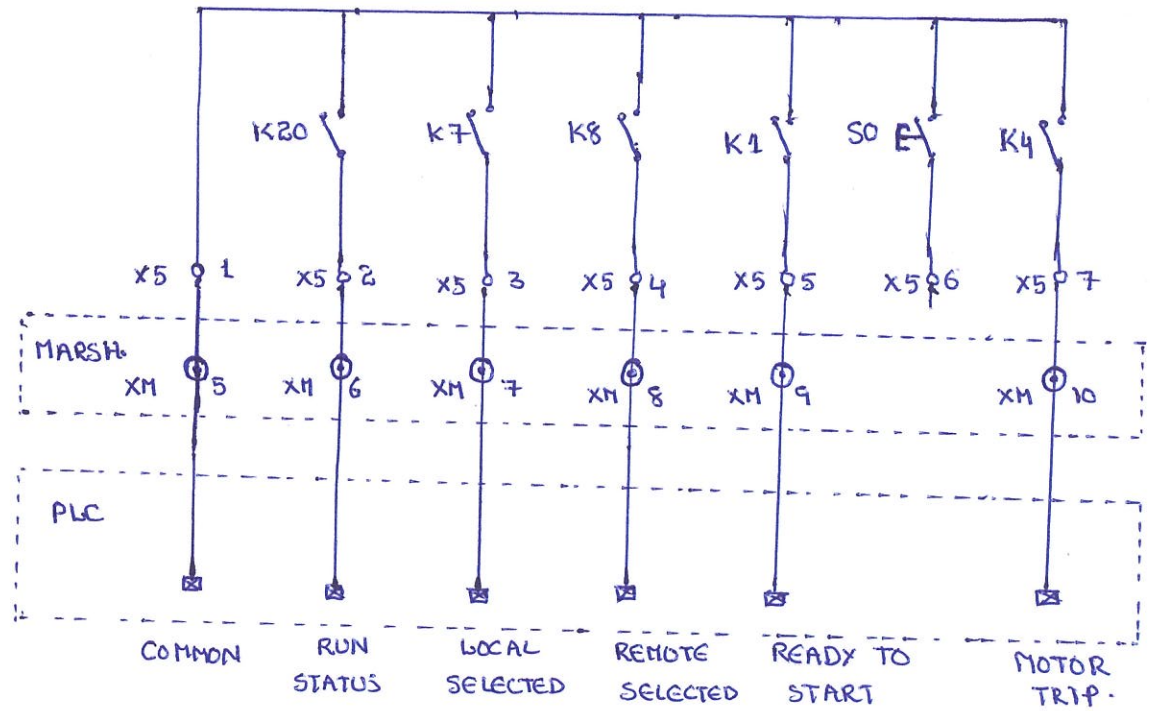 K20 K7 K8 K1 S0 K4
X5 1 X5 2 X5 3 X5 4 X5 5 X5 6 X5 7
MARSH.
XM 5 XM 6 XM 7 XM 8 XM 9 XM 10
PLC
COMMON RUN LOCAL REMOTE READY TO MOTOR
STATUS SELECTED SELECTED START TRIP.